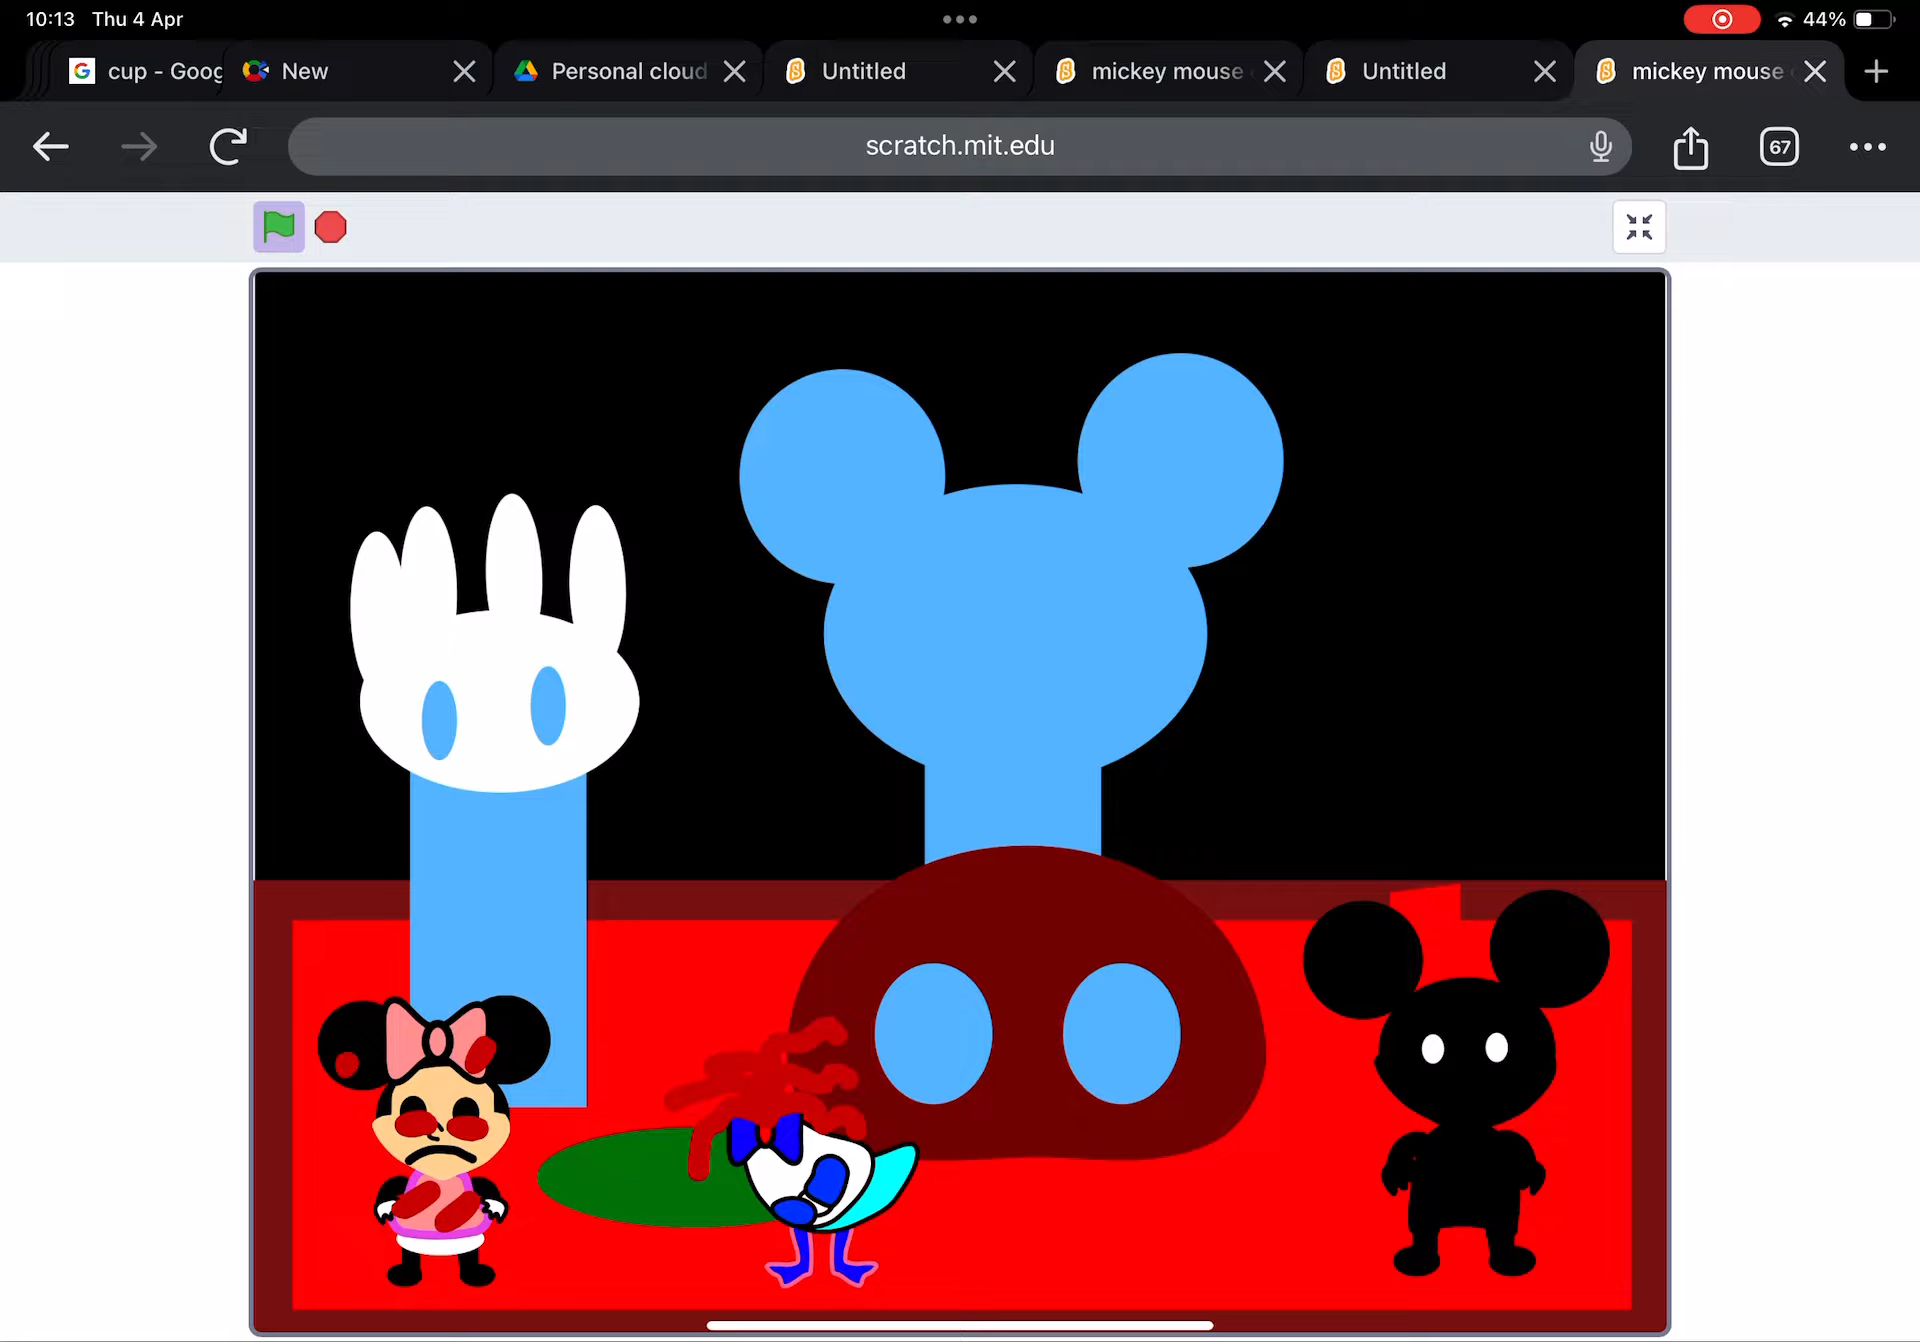 10:13 Thu 4 Apr
44%
cup - Goog
New
Personal cloud
Untitled
mickey mouse
Untitled
mickey mouse
scratch.mit.edu
67